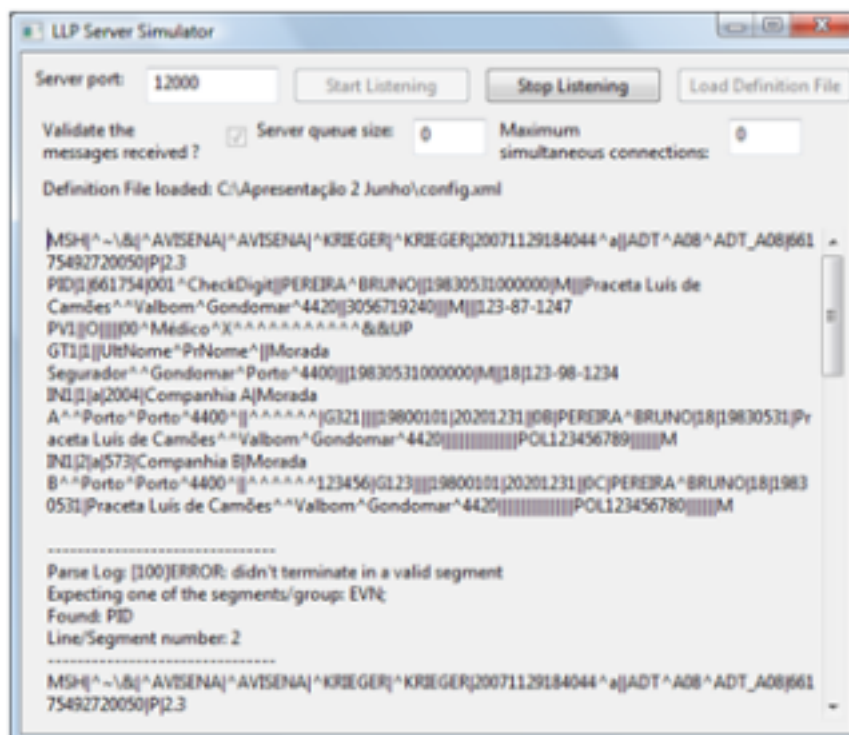 LLP Server Simulator
Server port: 12000 Start Listening Stop Listening Load Definition File
Validate the messages received ? Server queue size: 0 Maximum simultaneous connections: 0
Definition File loaded: C:\Apresentação 2 Junho\config.xml
MSH|^~\&|^AVISENA|^AVISENA|^KRIEGER|^KRIEGER|20071129184044^a||ADT^A08^ADT_A08|661
75492720050|P|2.3
PID|1|661754|001^CheckDigit||PEREIRA^BRUNO||19830531000000|M|||Praceta Luís de
Camões^^Valbom^Gondomar^4420||3056719240|||M|||123-87-1247
PV1||O|||||00^Médico^X^^^^^^^^^^^^&&UP
GT1|1||UltNome^PrNome^||Morada
Segurador^^Gondomar^Porto^4400|||19830531000000|M||18|123-98-1234
IN1|1|a|2004|Companhia A|Morada
A^^Porto^Porto^4400^||^^^^^^|G321||||19800101|20201231||0B|PEREIRA^BRUNO|18|19830531|Pr
aceta Luís de Camões^^Valbom^Gondomar^4420|||||||||||||||||POL123456789|||||||M
IN1|2|a|573|Companhia B|Morada
B^^Porto^Porto^4400^||^^^^^^123456|G123||||19800101|20201231||0C|PEREIRA^BRUNO|18|1983
0531|Praceta Luís de Camões^^Valbom^Gondomar^4420|||||||||||||||||POL123456780|||||||M
--------------------------------
Parse Log: [100]ERROR: didn't terminate in a valid segment
Expecting one of the segments/group: EVN;
Found: PID
Line/Segment number: 2
--------------------------------
MSH|^~\&|^AVISENA|^AVISENA|^KRIEGER|^KRIEGER|20071129184044^a||ADT^A08^ADT_A08|661
75492720050|P|2.3